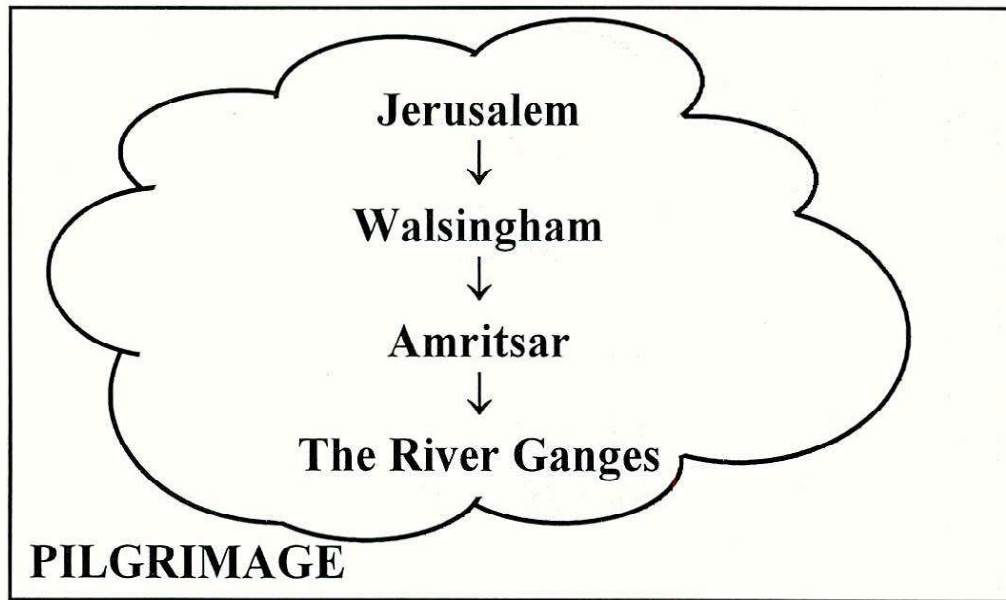 Jerusalem
↓
Walsingham
↓
Amritsar
↓
The River Ganges
PILGRIMAGE